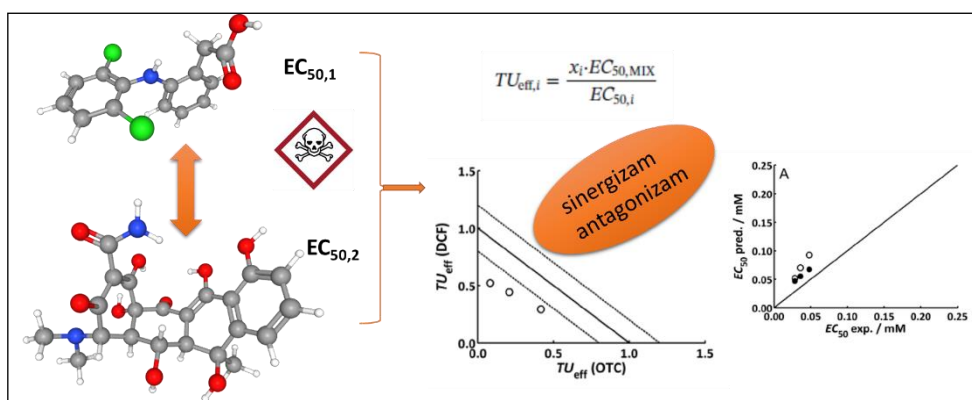 EC50,1
EC50,2
TUeff,i = xi·EC50,MIX / EC50,i
sinergizam
antagonizam
1.5
1.0
0.5
0.0
TUeff (DCF)
0.0 0.5 1.0 1.5
TUeff (OTC)
A
0.25
0.20
0.15
0.10
0.05
0.00
EC50 pred. / mM
0.00 0.05 0.10 0.15 0.20 0.25
EC50 exp. / mM